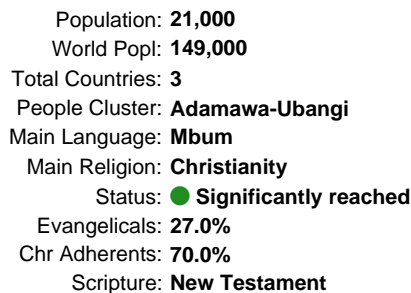 Population: 21,000
World Popl: 149,000
Total Countries: 3
People Cluster: Adamawa-Ubangi
Main Language: Mbum
Main Religion: Christianity
Status: Significantly reached
Evangelicals: 27.0%
Chr Adherents: 70.0%
Scripture: New Testament